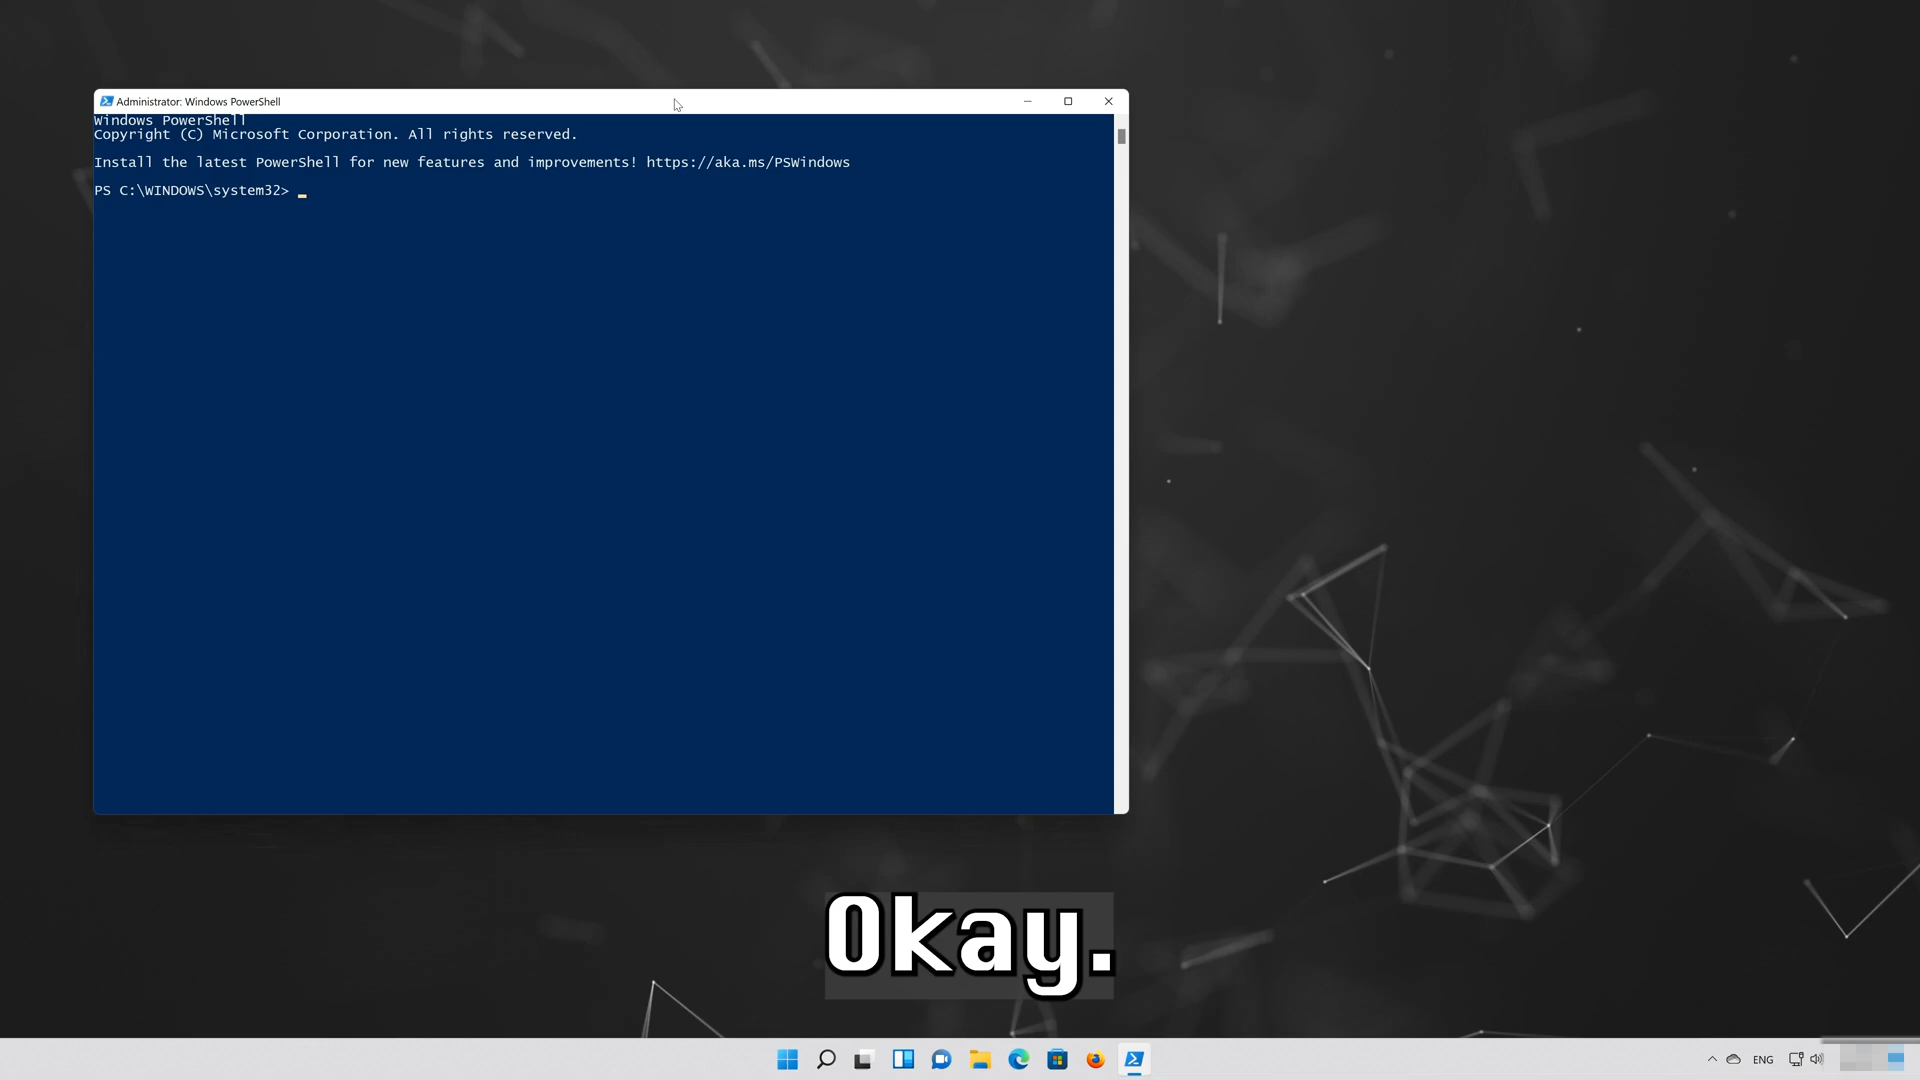 Administrator: Windows PowerShell
Windows PowerShell
Copyright (C) Microsoft Corporation. All rights reserved.
Install the latest PowerShell for new features and improvements! https://aka.ms/PSWindows
PS C:\WINDOWS\system32>
Okay.
ENG